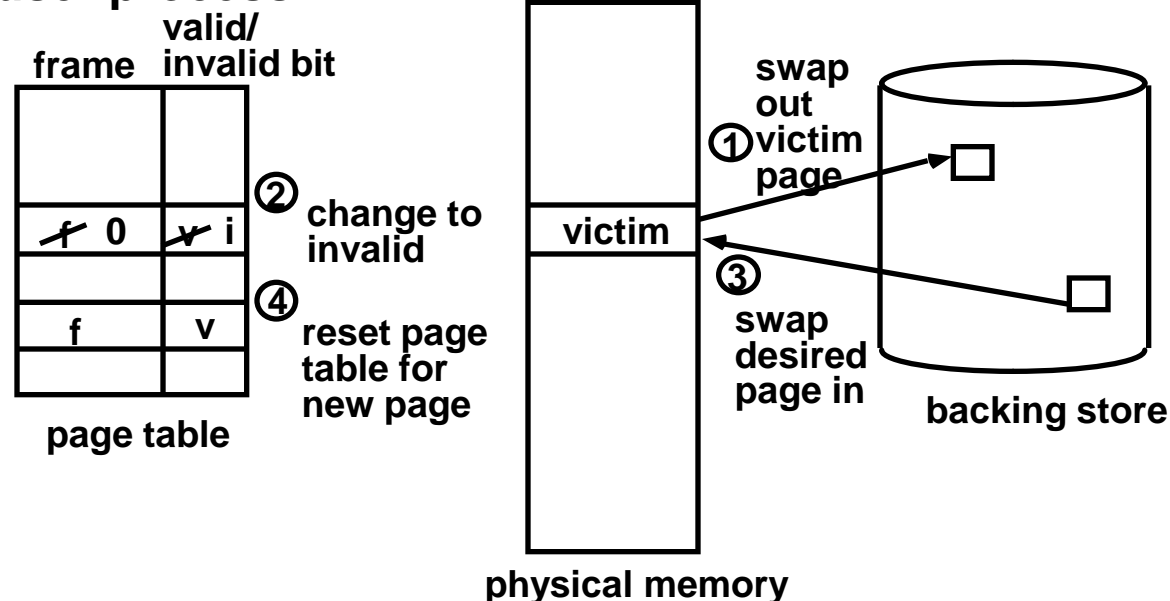 valid/
frame invalid bit
f 0 v i
f v
page table
2 change to
invalid
4 reset page
table for
new page
victim
physical memory
1 swap
out
victim
page
3 swap
desired
page in
backing store